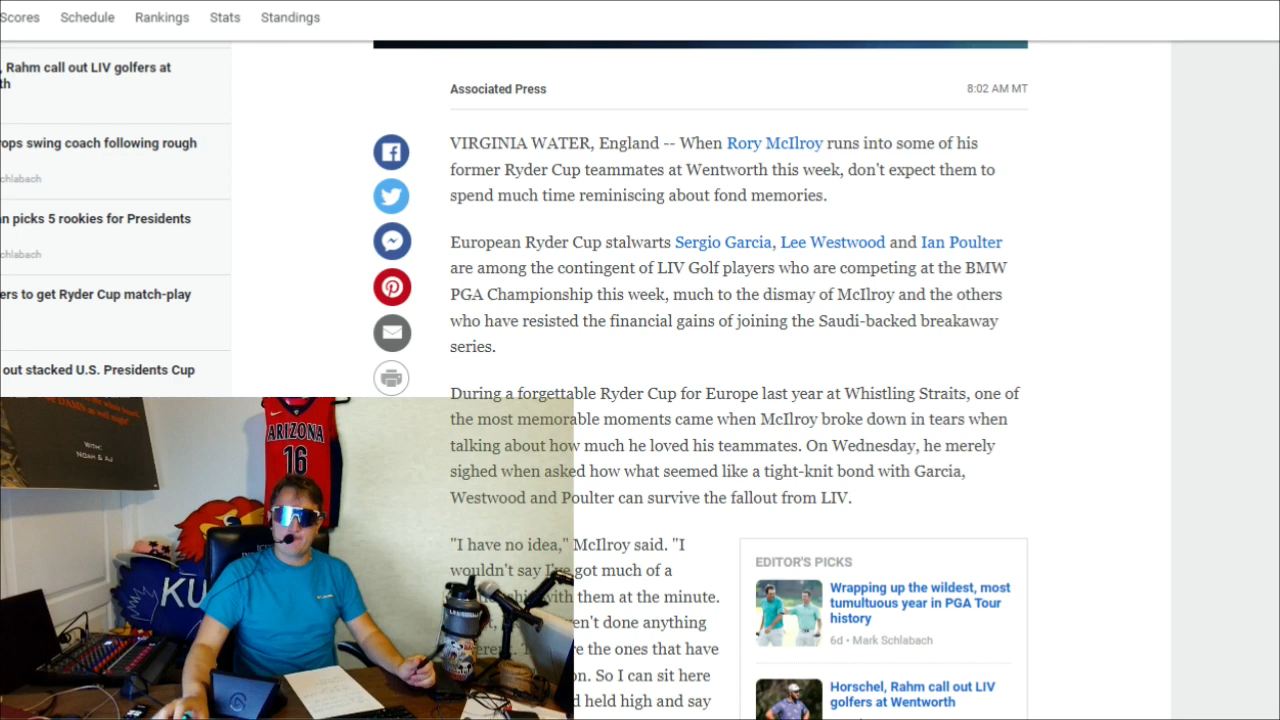 Scores Schedule Rankings Stats Standings
, Rahm call out LIV golfers at
th
ops swing coach following rough
chlabach
n picks 5 rookies for Presidents
chlabach
ers to get Ryder Cup match-play
out stacked U.S. Presidents Cup
Associated Press
8:02 AM MT
VIRGINIA WATER, England -- When Rory McIlroy runs into some of his
former Ryder Cup teammates at Wentworth this week, don't expect them to
spend much time reminiscing about fond memories.
European Ryder Cup stalwarts Sergio Garcia, Lee Westwood and Ian Poulter
are among the contingent of LIV Golf players who are competing at the BMW
PGA Championship this week, much to the dismay of McIlroy and the others
who have resisted the financial gains of joining the Saudi-backed breakaway
series.
During a forgettable Ryder Cup for Europe last year at Whistling Straits, one of
the most memorable moments came when McIlroy broke down in tears when
talking about how much he loved his teammates. On Wednesday, he merely
sighed when asked how what seemed like a tight-knit bond with Garcia,
Westwood and Poulter can survive the fallout from LIV.
"I have no idea," McIlroy said. "I
wouldn't say I've got much of a
with them at the minute.
en't done anything
re the ones that have
on. So I can sit here
d held high and say
EDITOR'S PICKS
Wrapping up the wildest, most
tumultuous year in PGA Tour
history
6d • Mark Schlabach
Horschel, Rahm call out LIV
golfers at Wentworth
WITH:
NOAH & AJ
ARIZONA
16
KU